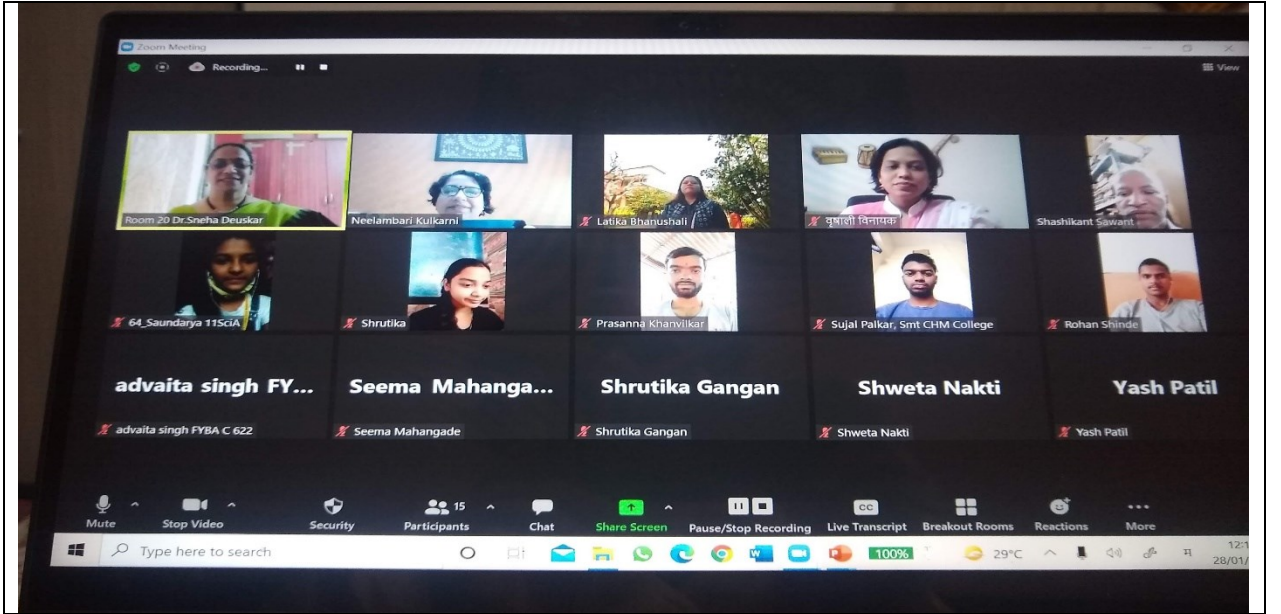 Zoom Meeting
Recording...
View
Room 20 Dr.Sneha Deuskar
Neelambari Kulkarni
Latika Bhanushali
वृषाली विनायक
Shashikant Sawant
64_Saundarya 11SciA
Shrutika
Prasanna Khanvilkar
Sujal Palkar, Smt CHM College
Rohan Shinde
advaita singh FY...
Seema Mahanga...
Shrutika Gangan
Shweta Nakti
Yash Patil
advaita singh FYBA C 622
Seema Mahangade
Shrutika Gangan
Shweta Nakti
Yash Patil
15
Mute
Stop Video
Security
Participants
Chat
Share Screen
Pause/Stop Recording
CC
Live Transcript
Breakout Rooms
Reactions
More
Type here to search
100%
29°C
म
12:1
28/01/